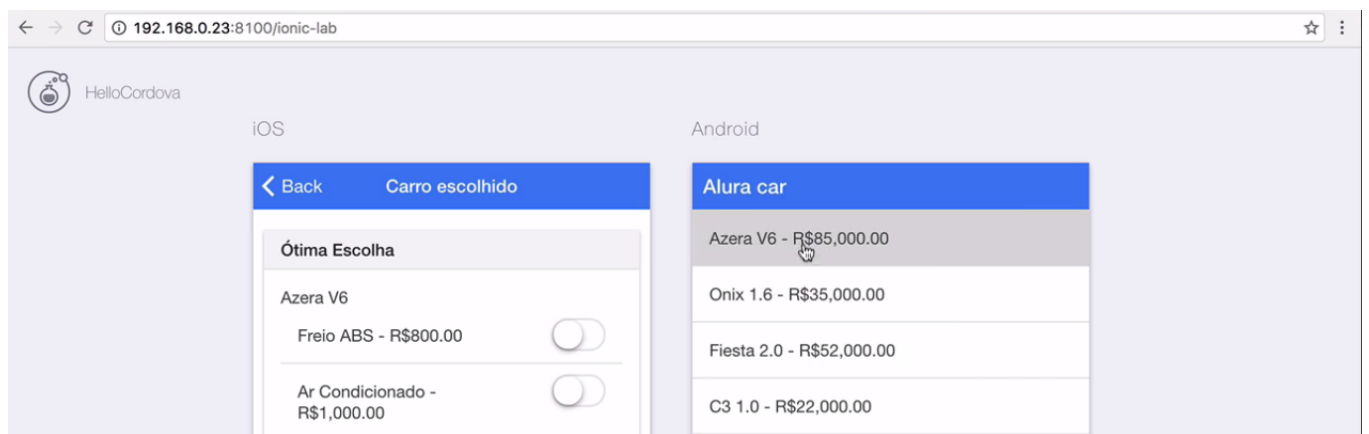 192.168.0.23:8100/ionic-lab
HelloCordova
iOS
Back
Carro escolhido
Ótima Escolha
Azera V6
Freio ABS - R$800.00
Ar Condicionado -
R$1,000.00
Android
Alura car
Azera V6 - R$85,000.00
Onix 1.6 - R$35,000.00
Fiesta 2.0 - R$52,000.00
C3 1.0 - R$22,000.00